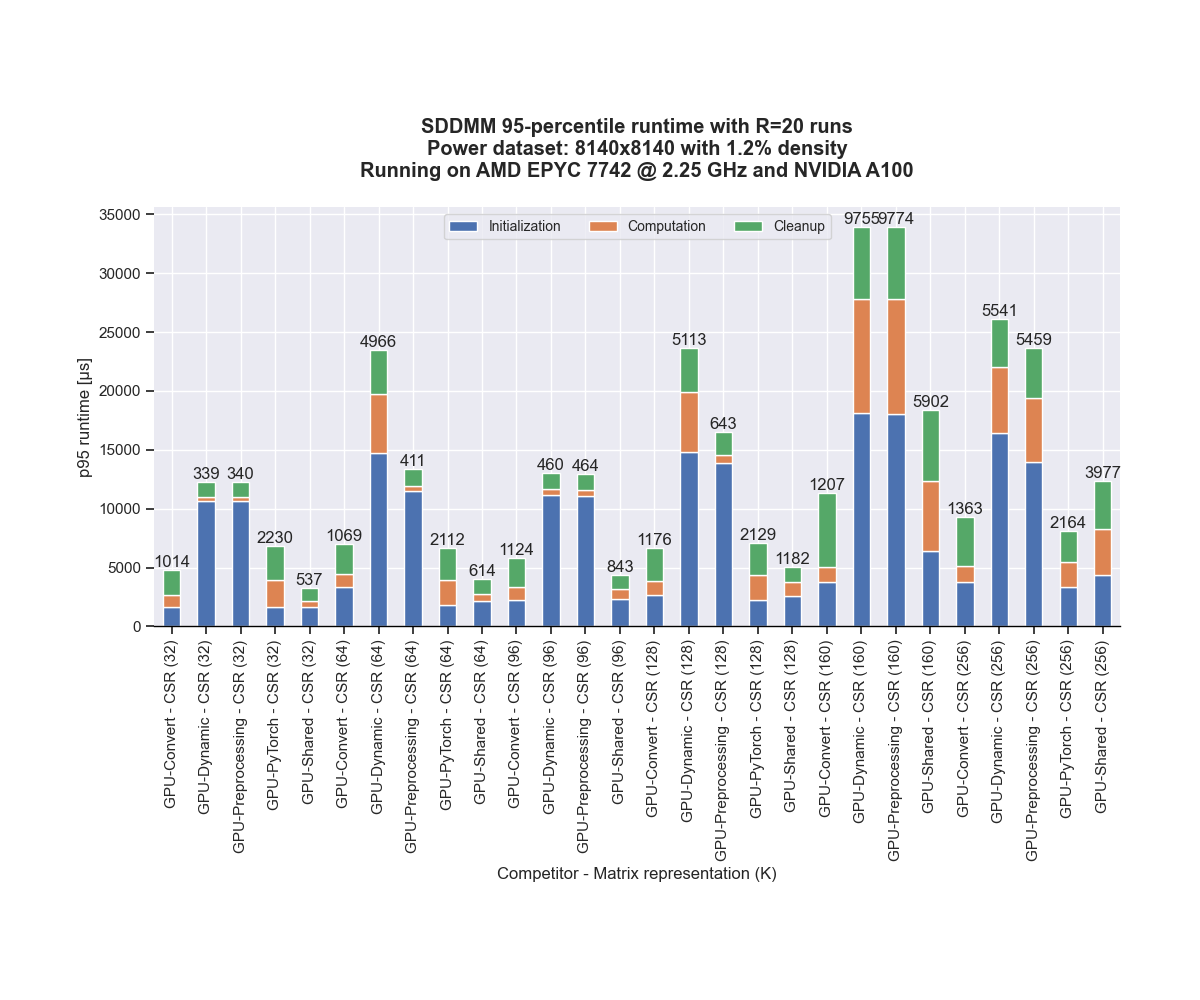 SDDMM 95-percentile runtime with R=20 runs
Power dataset: 8140x8140 with 1.2% density
Running on AMD EPYC 7742 @ 2.25 GHz and NVIDIA A100
Initialization
Computation
Cleanup
p95 runtime [µs]
35000
30000
25000
20000
15000
10000
5000
0
1014
339
340
2230
537
1069
4966
411
2112
614
1124
460
464
843
1176
5113
643
2129
1182
1207
9755
9774
5902
1363
5541
5459
2164
3977
GPU-Convert - CSR (32)
GPU-Dynamic - CSR (32)
GPU-Preprocessing - CSR (32)
GPU-PyTorch - CSR (32)
GPU-Shared - CSR (32)
GPU-Convert - CSR (64)
GPU-Dynamic - CSR (64)
GPU-Preprocessing - CSR (64)
GPU-PyTorch - CSR (64)
GPU-Shared - CSR (64)
GPU-Convert - CSR (96)
GPU-Dynamic - CSR (96)
GPU-Preprocessing - CSR (96)
GPU-Shared - CSR (96)
GPU-Convert - CSR (128)
GPU-Dynamic - CSR (128)
GPU-Preprocessing - CSR (128)
GPU-PyTorch - CSR (128)
GPU-Shared - CSR (128)
GPU-Convert - CSR (160)
GPU-Dynamic - CSR (160)
GPU-Preprocessing - CSR (160)
GPU-Shared - CSR (160)
GPU-Convert - CSR (256)
GPU-Dynamic - CSR (256)
GPU-Preprocessing - CSR (256)
GPU-PyTorch - CSR (256)
GPU-Shared - CSR (256)
Competitor - Matrix representation (K)